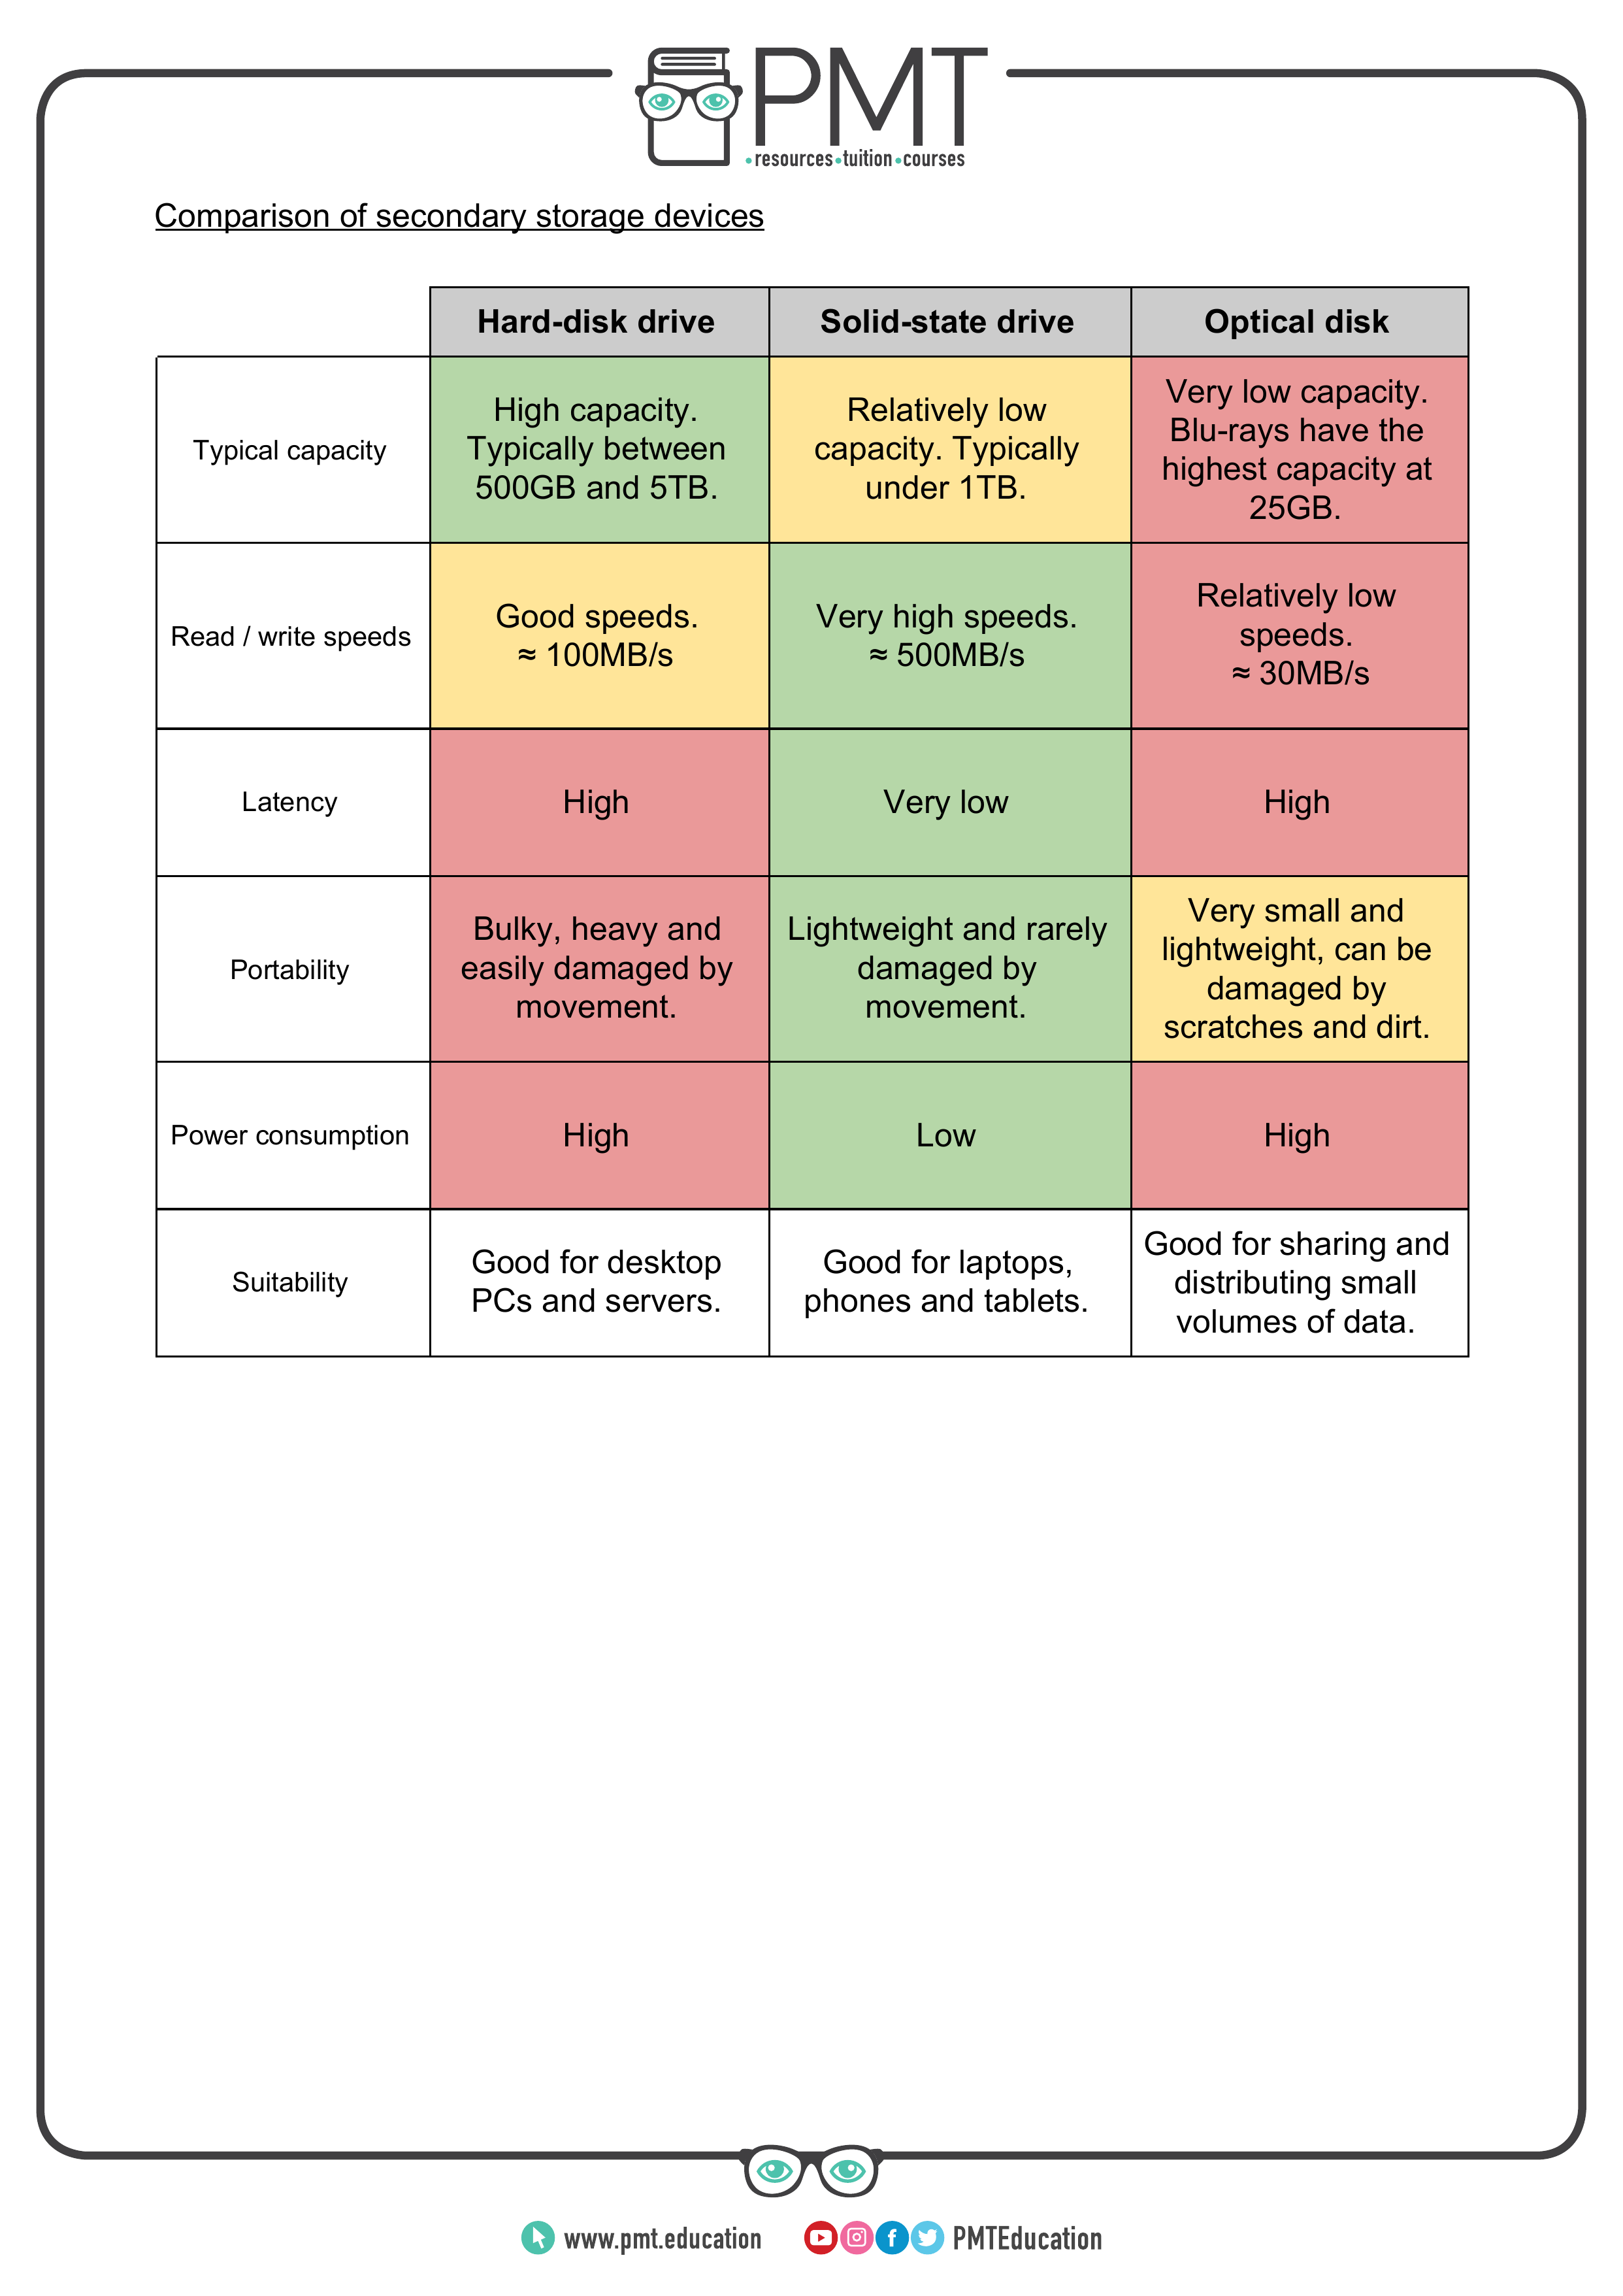 PMT
resources tuition courses
Comparison of secondary storage devices
Hard-disk drive
Solid-state drive
Optical disk
Typical capacity
High capacity.
Typically between
500GB and 5TB.
Relatively low
capacity. Typically
under 1TB.
Very low capacity.
Blu-rays have the
highest capacity at
25GB.
Read / write speeds
Good speeds.
≈ 100MB/s
Very high speeds.
≈ 500MB/s
Relatively low
speeds.
≈ 30MB/s
Latency
High
Very low
High
Portability
Bulky, heavy and
easily damaged by
movement.
Lightweight and rarely
damaged by
movement.
Very small and
lightweight, can be
damaged by
scratches and dirt.
Power consumption
High
Low
High
Suitability
Good for desktop
PCs and servers.
Good for laptops,
phones and tablets.
Good for sharing and
distributing small
volumes of data.
www.pmt.education
PMTEducation